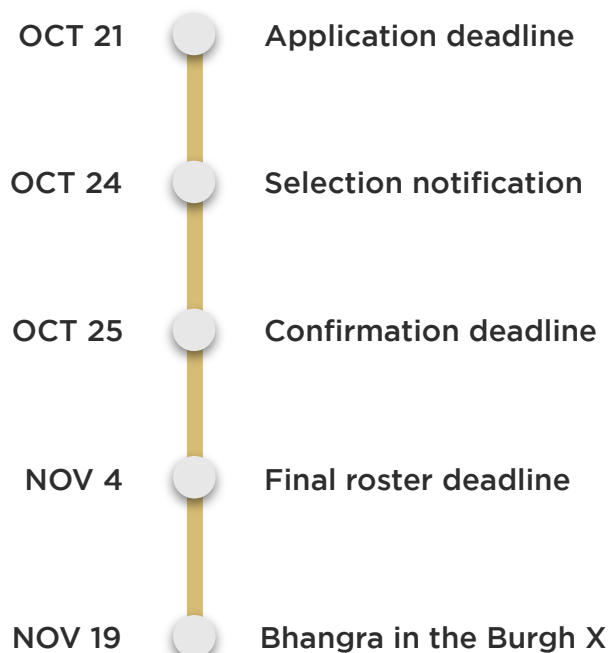 OCT 21 Application deadline
OCT 24 Selection notification
OCT 25 Confirmation deadline
NOV 4 Final roster deadline
NOV 19 Bhangra in the Burgh X